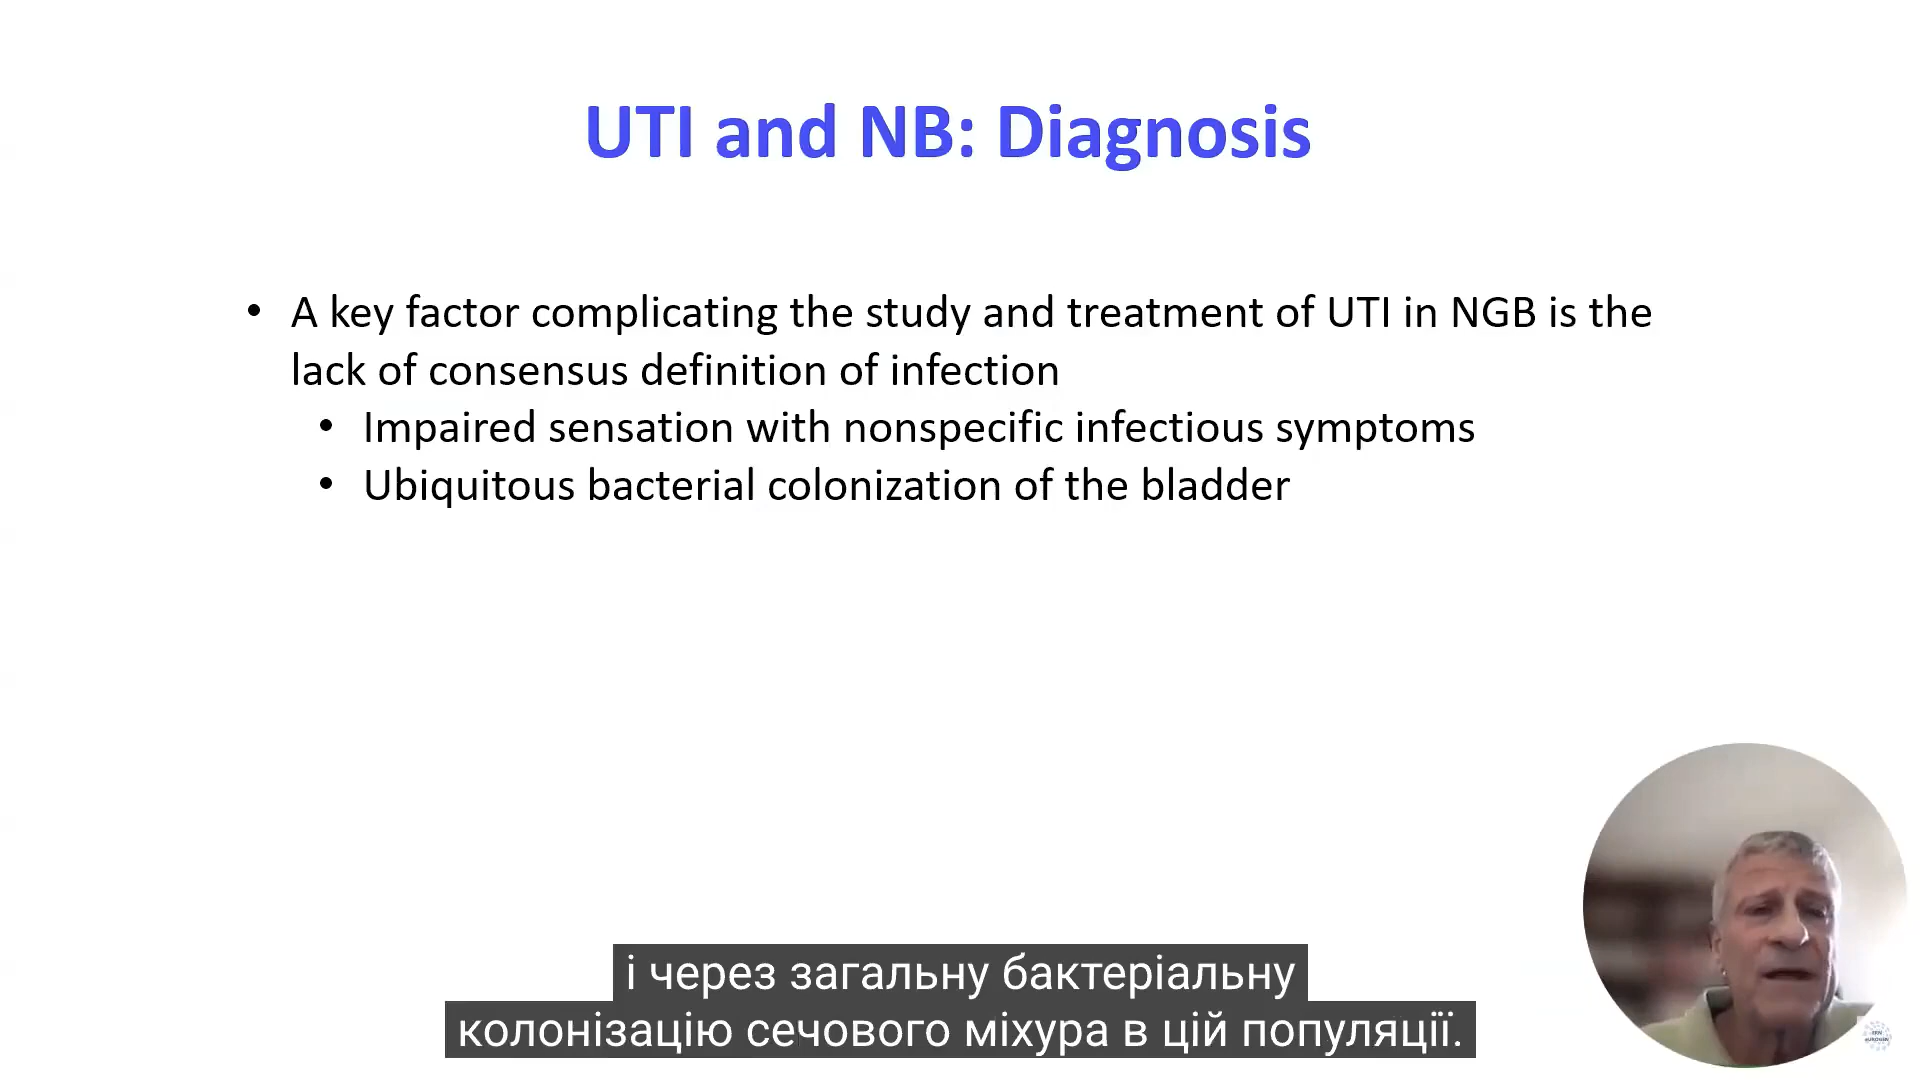 UTI and NB: Diagnosis
• A key factor complicating the study and treatment of UTI in NGB is the
lack of consensus definition of infection
• Impaired sensation with nonspecific infectious symptoms
• Ubiquitous bacterial colonization of the bladder
і через загальну бактеріальну
колонізацію сечового міхура в цій популяції.